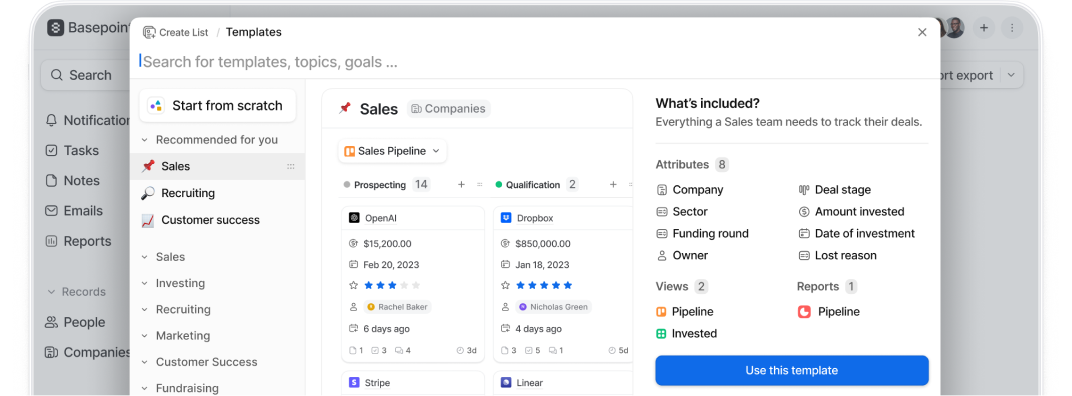 Basepoint
Search
Notification
Tasks
Notes
Emails
Reports
Records
People
Companies
Create List / Templates
Search for templates, topics, goals ...
Start from scratch
Recommended for you
Sales
Recruiting
Customer success
Sales
Investing
Recruiting
Marketing
Customer Success
Fundraising
Sales
Companies
Sales Pipeline
Prospecting 14
OpenAI
$15,200.00
Feb 20, 2023
Rachel Baker
6 days ago
1 3 4 3d
Stripe
Qualification 2
Dropbox
$850,000.00
Jan 18, 2023
Nicholas Green
4 days ago
3 5 1 5d
Linear
What's included?
Everything a Sales team needs to track their deals.
Attributes 8
Company
Deal stage
Sector
Amount invested
Funding round
Date of investment
Owner
Lost reason
Views 2
Reports 1
Pipeline
Pipeline
Invested
Use this template
export